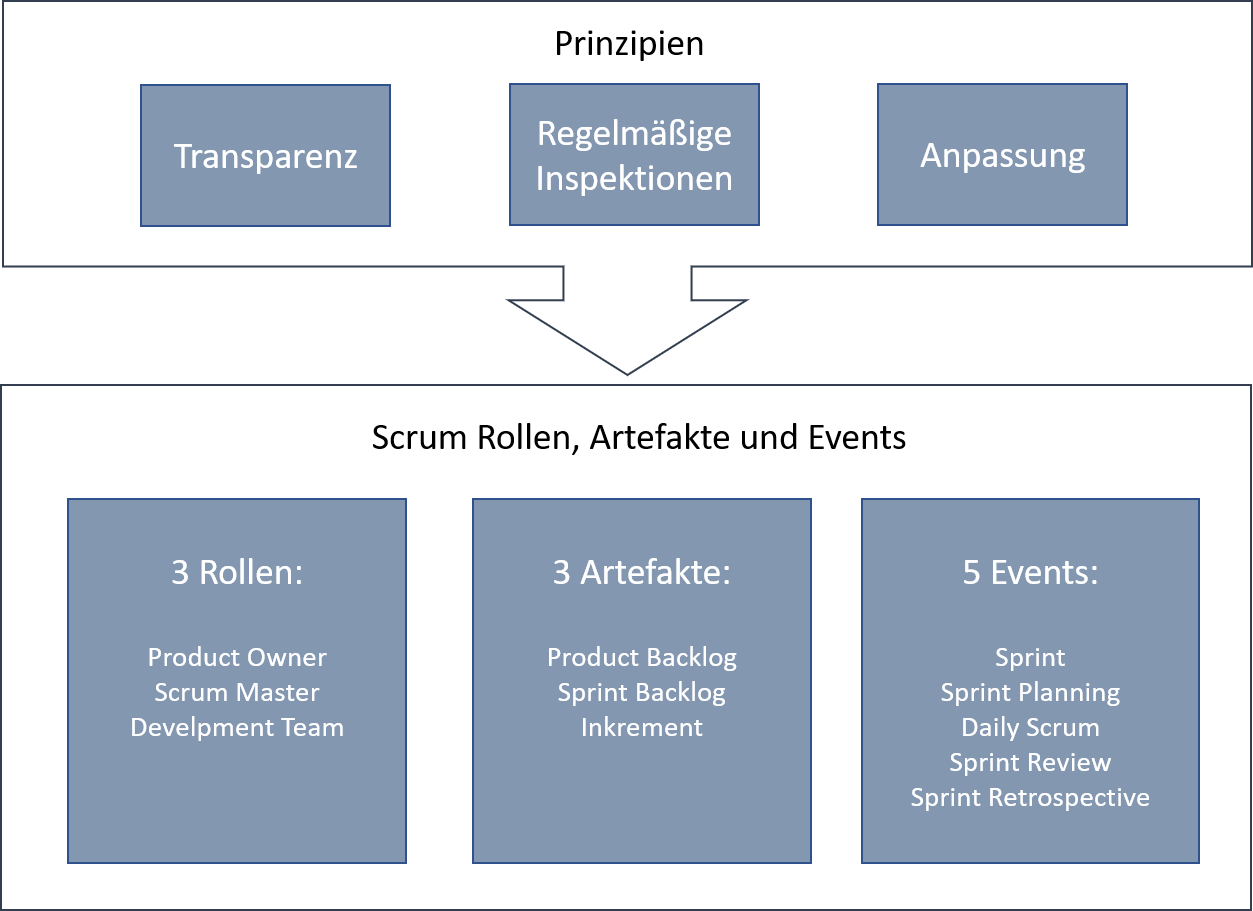 Prinzipien
Transparenz
Regelmäßige
Inspektionen
Anpassung
Scrum Rollen, Artefakte und Events
3 Rollen:
Product Owner
Scrum Master
Develpment Team
3 Artefakte:
Product Backlog
Sprint Backlog
Inkrement
5 Events:
Sprint
Sprint Planning
Daily Scrum
Sprint Review
Sprint Retrospective